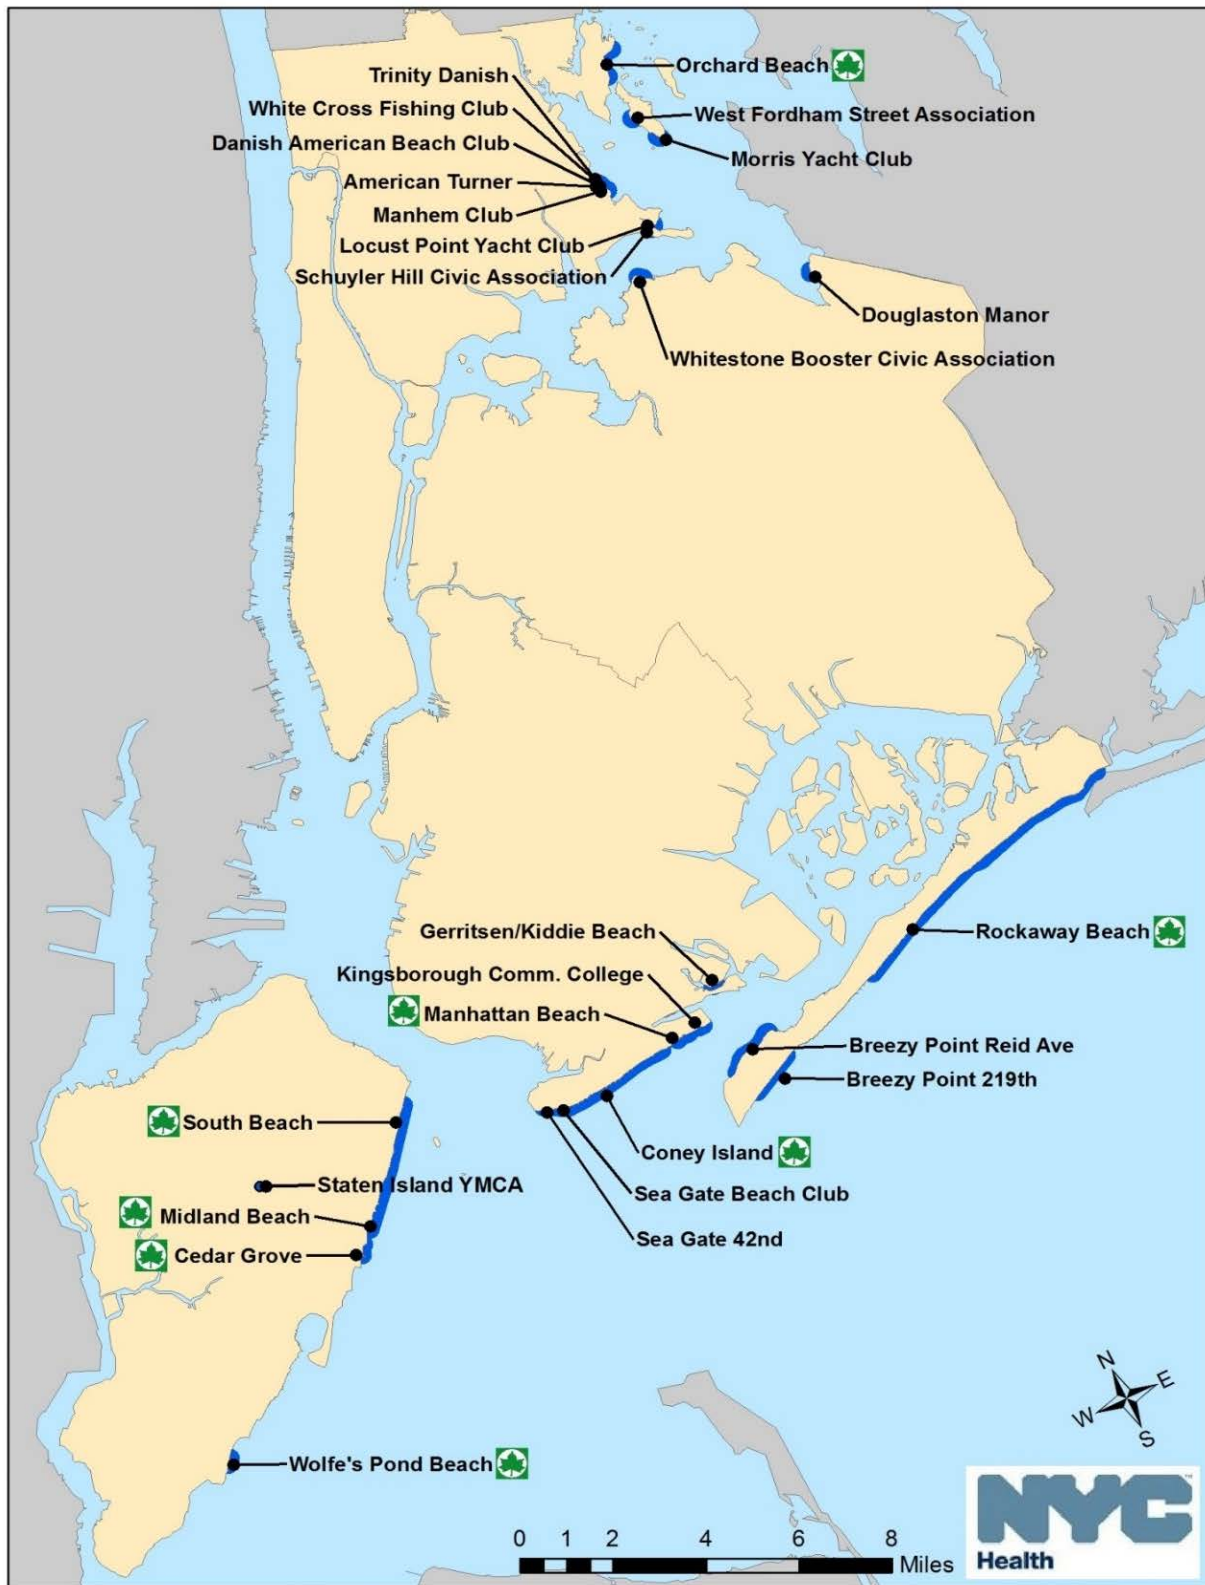 Orchard Beach
Trinity Danish
White Cross Fishing Club
West Fordham Street Association
Danish American Beach Club
Morris Yacht Club
American Turner
Manhem Club
Locust Point Yacht Club
Schuyler Hill Civic Association
Douglaston Manor
Whitestone Booster Civic Association
Gerritsen/Kiddie Beach
Rockaway Beach
Kingsborough Comm. College
Manhattan Beach
Breezy Point Reid Ave
Breezy Point 219th
South Beach
Coney Island
Staten Island YMCA
Sea Gate Beach Club
Midland Beach
Sea Gate 42nd
Cedar Grove
N
E
W
S
Wolfe's Pond Beach
0 1 2 4 6 8
Miles
NYC
Health